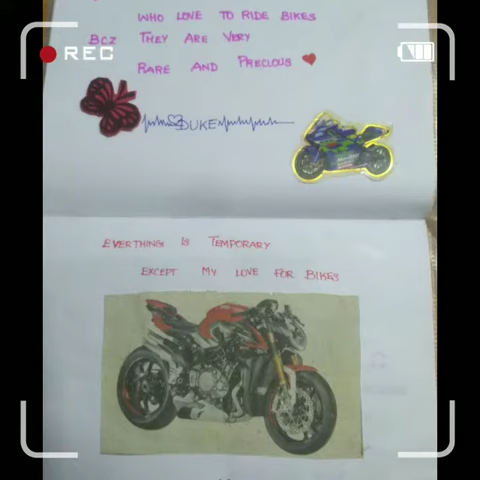 WHO LOVE TO RIDE BIKES
BCZ THEY ARE VERY
RARE AND PRECIOUS
REC
DUKE
EVERTHING IS TEMPORARY
EXCEPT MY LOVE FOR BIKES